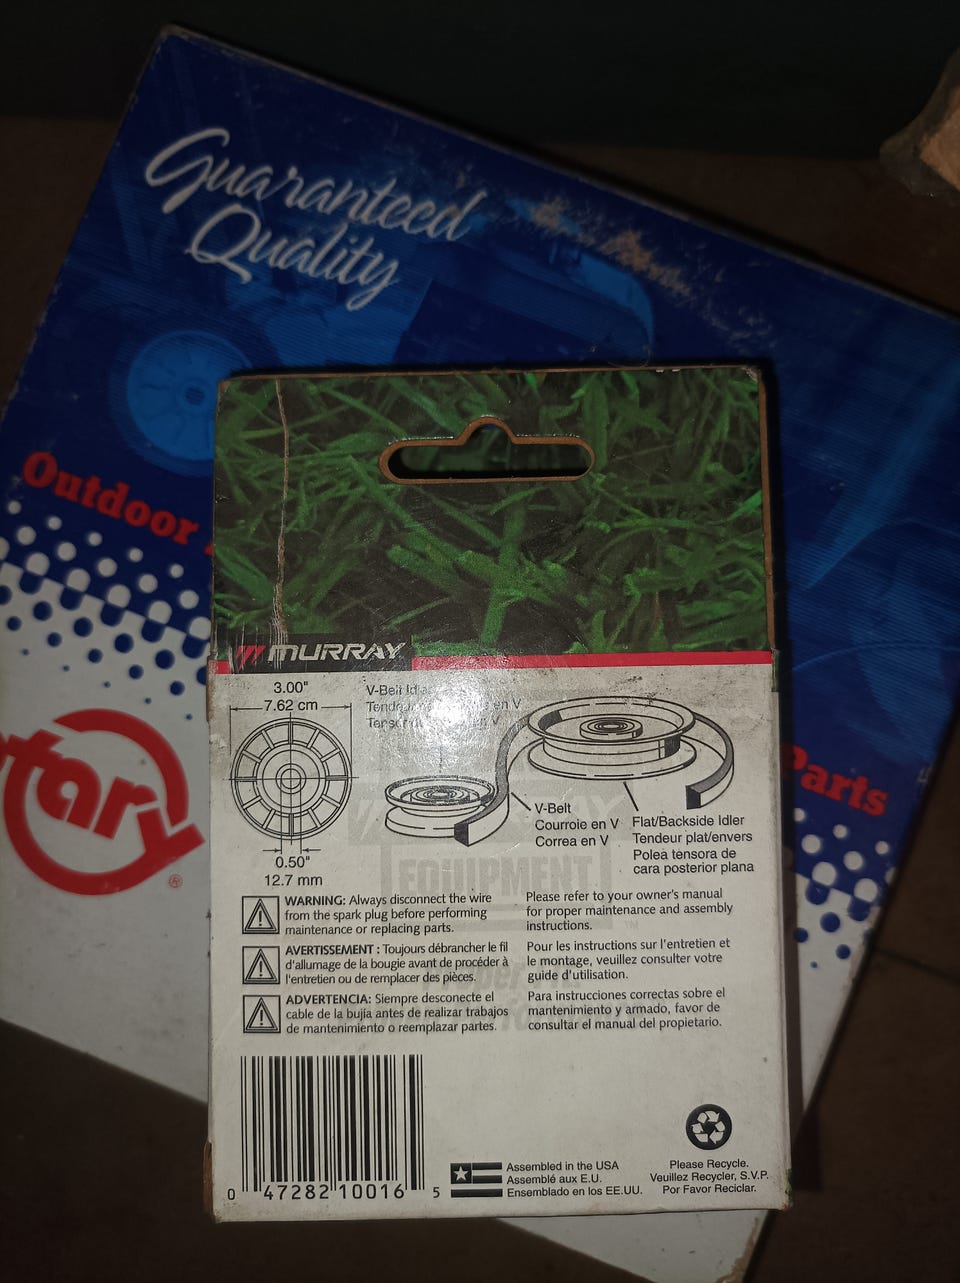 Guaranteed
Quality
Outdoor
Parts
tary
®
MURRAY
3.00"
7.62 cm
V-Belt
Tendeur en V
en V
V-Belt
Courroie en V
Correa en V
Flat/Backside Idler
Tendeur plat/envers
Polea tensora de
cara posterior plana
0.50"
12.7 mm
EQUIPMENT
TM
WARNING: Always disconnect the wire
from the spark plug before performing
maintenance or replacing parts.
Please refer to your owner's manual
for proper maintenance and assembly
instructions.
AVERTISSEMENT : Toujours débrancher le fil
d'allumage de la bougie avant de procéder à
l'entretien ou de remplacer des pièces.
Pour les instructions sur l'entretien et
le montage, veuillez consulter votre
guide d'utilisation.
ADVERTENCIA: Siempre desconecte el
cable de la bujía antes de realizar trabajos
de mantenimiento o reemplazar partes.
Para instrucciones correctas sobre el
mantenimiento y armado, favor de
consultar el manual del propietario.
0 47282 10016 5
Assembled in the USA
Assemblé aux E.U.
Ensemblado en los EE.UU.
Please Recycle.
Veuillez Recycler, S.V.P.
Por Favor Reciclar.